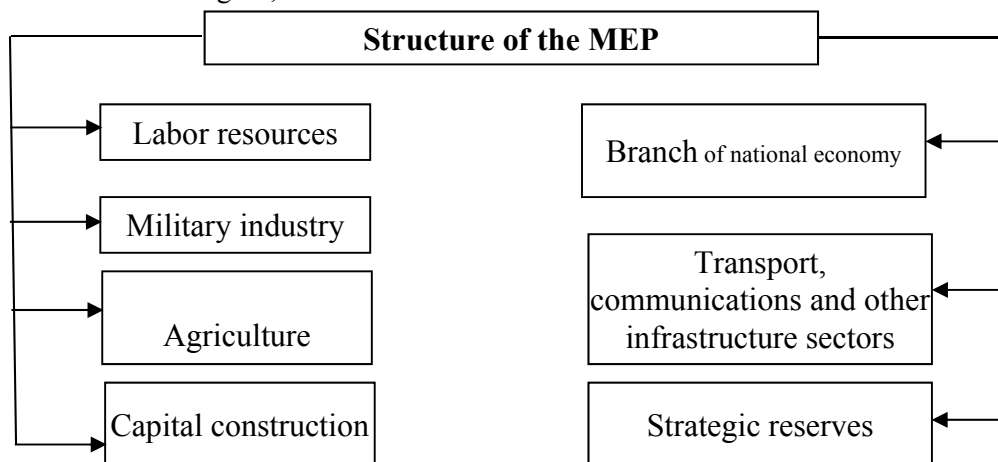 Structure of the MEP
Labor resources
Military industry
Agriculture
Capital construction
Branch of national economy
Transport,
communications and other
infrastructure sectors
Strategic reserves